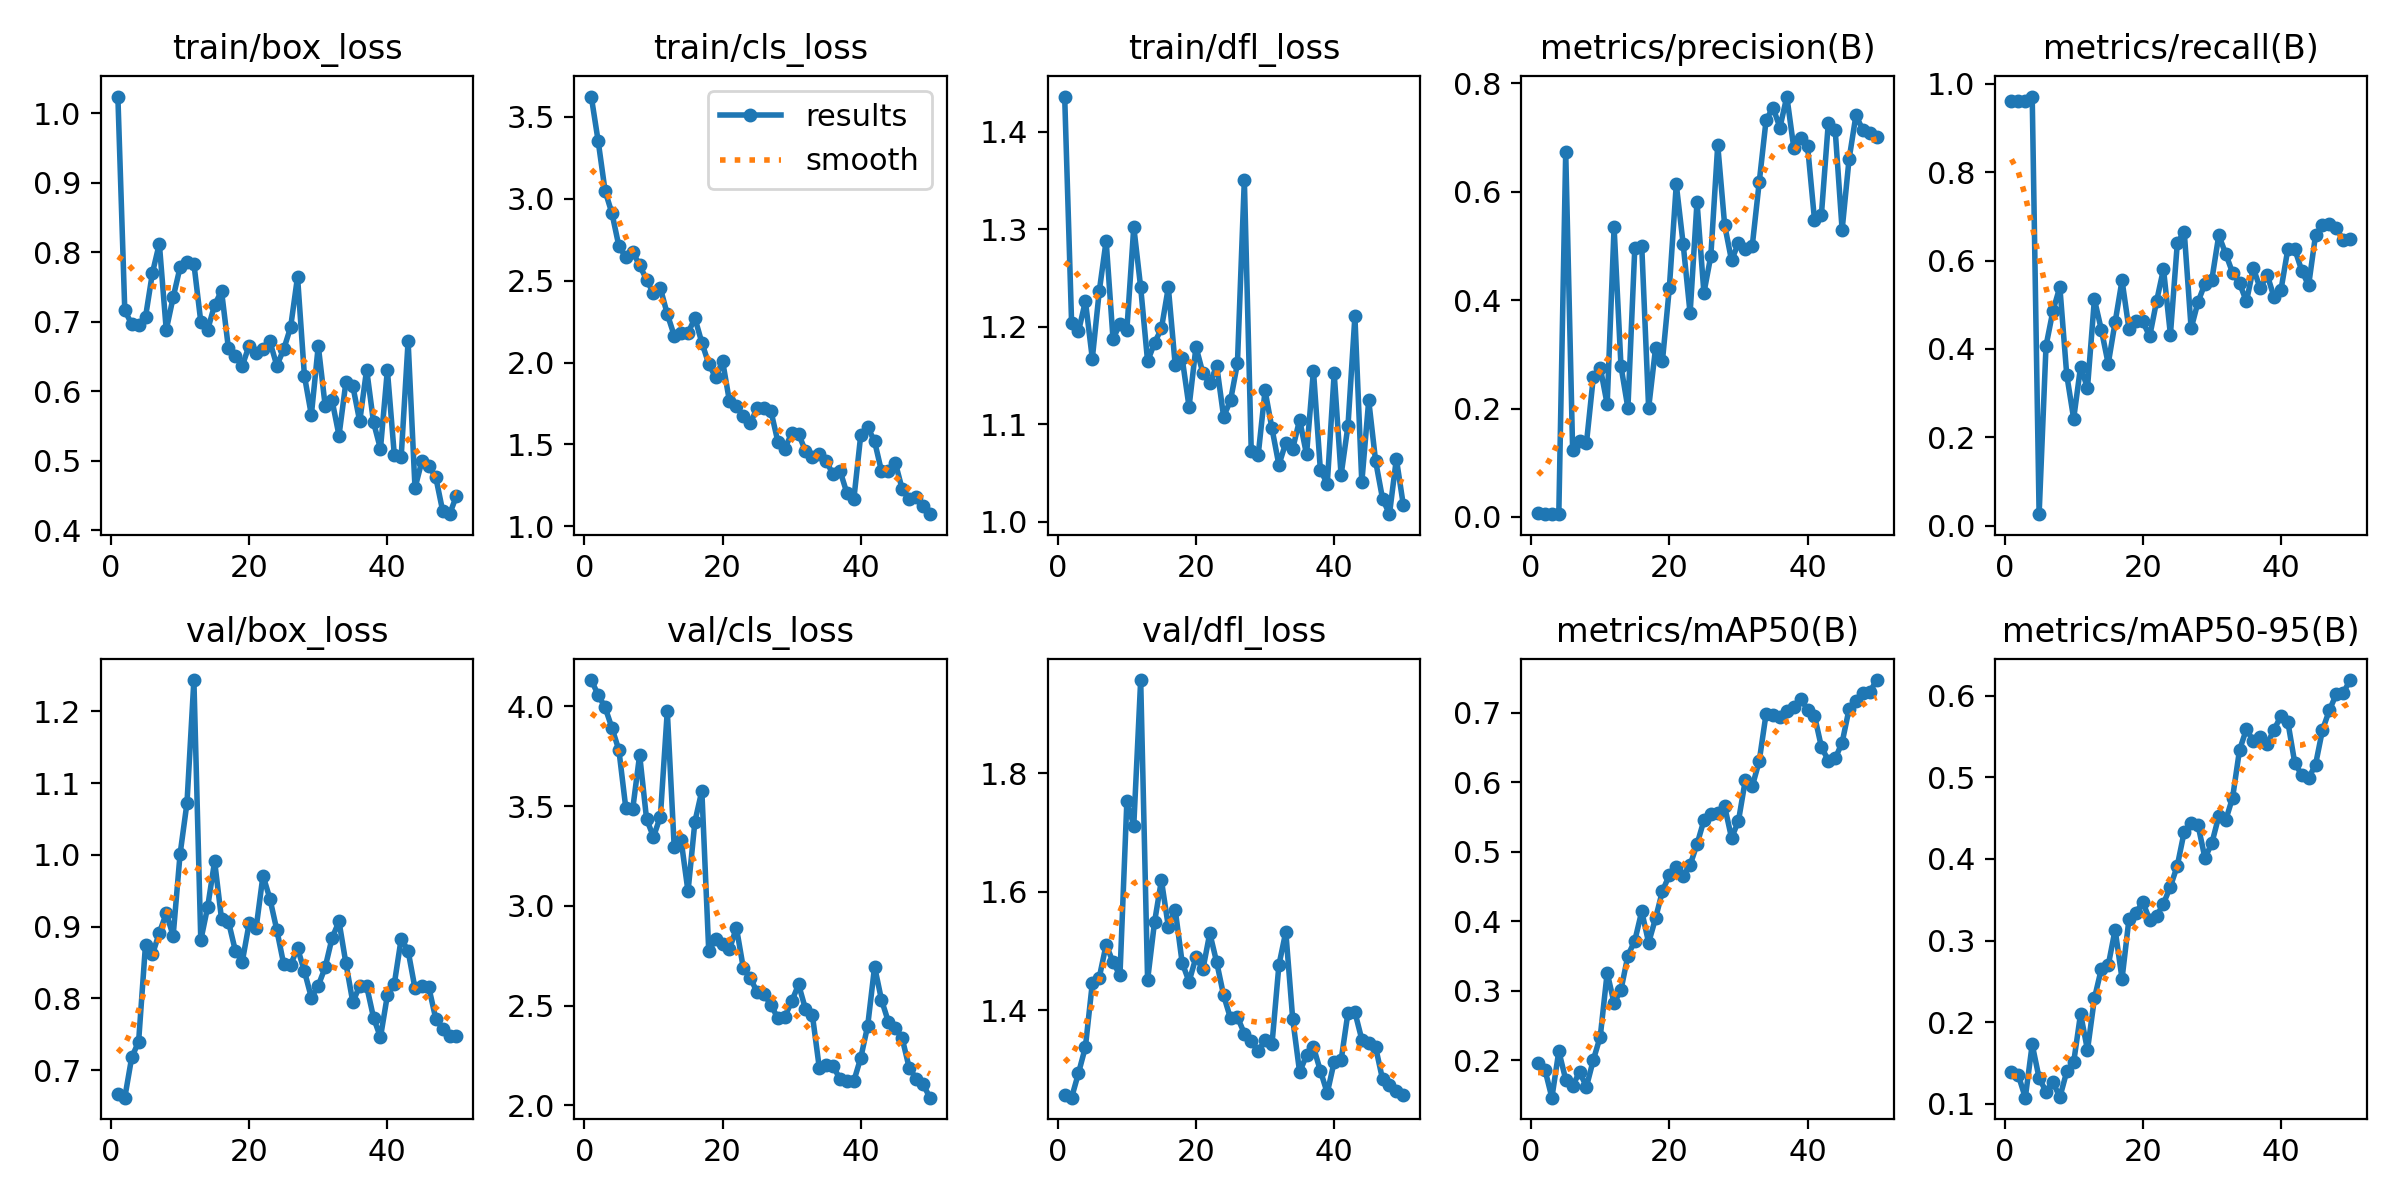 train/box_loss
1.0
0.9
0.8
0.7
0.6
0.5
0.4
0 20 40
train/cls_loss
results
smooth
3.5
3.0
2.5
2.0
1.5
1.0
0 20 40
train/dfl_loss
1.4
1.3
1.2
1.1
1.0
0 20 40
metrics/precision(B)
0.8
0.6
0.4
0.2
0.0
0 20 40
metrics/recall(B)
1.0
0.8
0.6
0.4
0.2
0.0
0 20 40
val/box_loss
1.2
1.1
1.0
0.9
0.8
0.7
0 20 40
val/cls_loss
4.0
3.5
3.0
2.5
2.0
0 20 40
val/dfl_loss
1.8
1.6
1.4
0 20 40
metrics/mAP50(B)
0.7
0.6
0.5
0.4
0.3
0.2
0 20 40
metrics/mAP50-95(B)
0.6
0.5
0.4
0.3
0.2
0.1
0 20 40